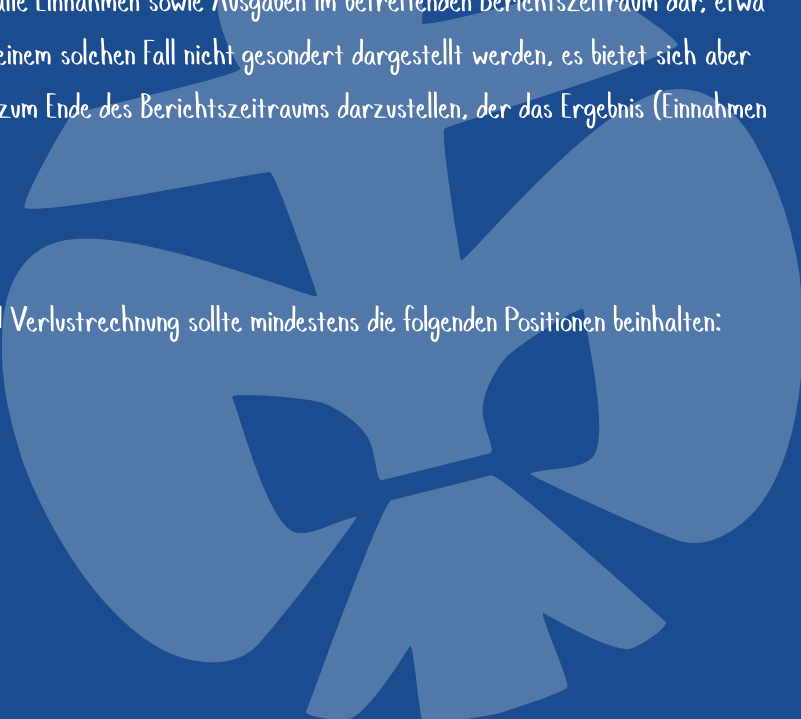 alle Einnahmen sowie Ausgaben im betreffenden Berichtszeitraum dar, etwa
einem solchen Fall nicht gesondert dargestellt werden, es bietet sich aber
zum Ende des Berichtszeitraums darzustellen, der das Ergebnis (Einnahmen
Verlustrechnung sollte mindestens die folgenden Positionen beinhalten: